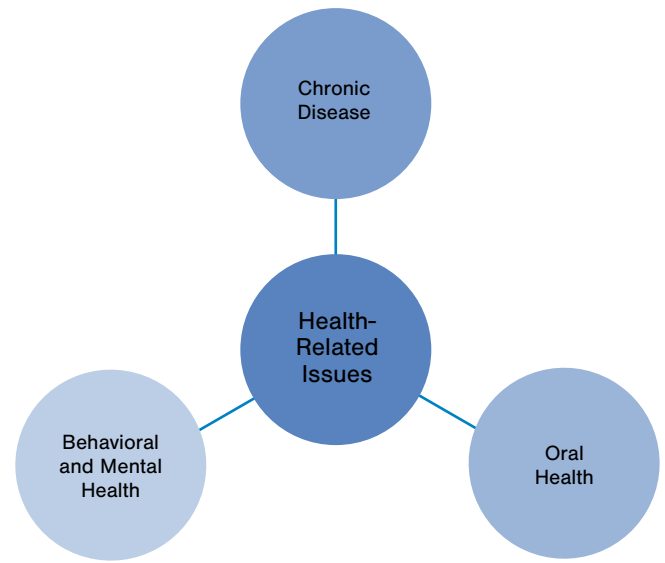 Chronic
Disease
Health-
Related
Issues
Behavioral
and Mental
Health
Oral
Health